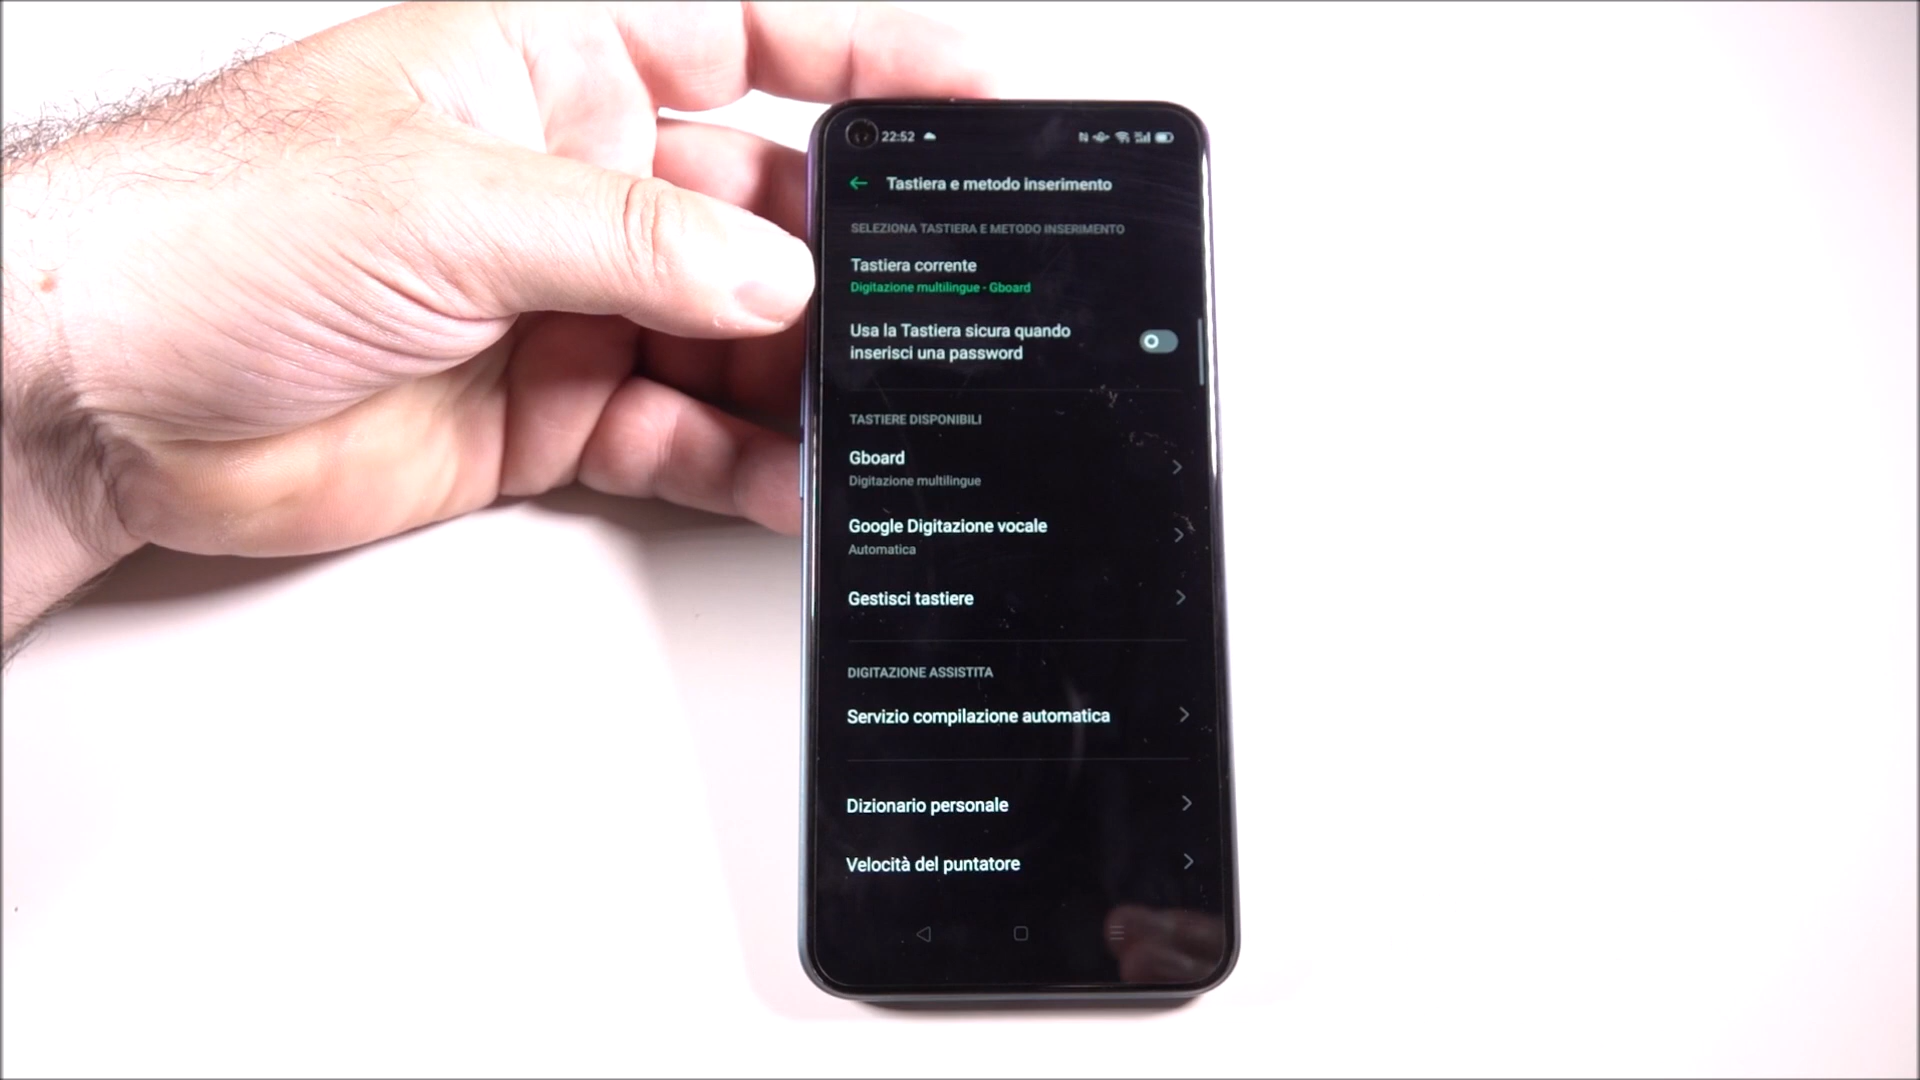 22:52
Tastiera e metodo inserimento
SELEZIONA TASTIERA E METODO INSERIMENTO
Tastiera corrente
Digitazione multilingue - Gboard
Usa la Tastiera sicura quando
inserisci una password
TASTIERE DISPONIBILI
Gboard
Digitazione multilingue
Google Digitazione vocale
Automatica
Gestisci tastiere
DIGITAZIONE ASSISTITA
Servizio compilazione automatica
Dizionario personale
Velocità del puntatore